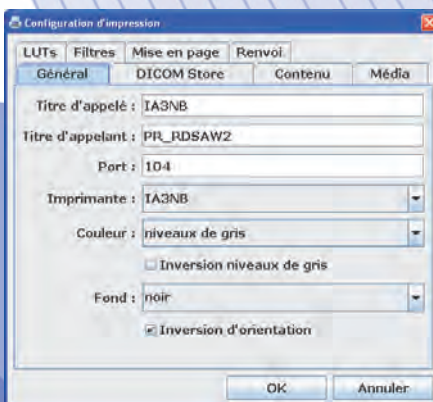 Configuration d'impression
LUTs Filtres Mise en page Renvoi
Général DICOM Store Contenu Média
Titre d'appelé : IA3NB
Titre d'appelant : PR_RDSAW2
Port : 104
Imprimante : IA3NB
Couleur : niveaux de gris
Inversion niveaux de gris
Fond : noir
Inversion d'orientation
OK Annuler